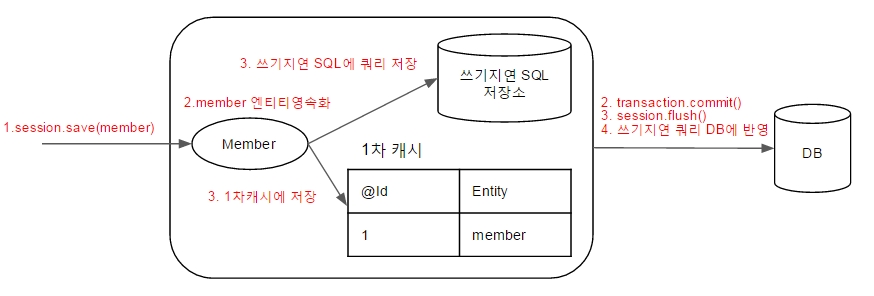 1.session.save(member)
2.member 엔티티영속화
Member
3. 쓰기지연 SQL에 쿼리 저장
쓰기지연 SQL
저장소
3. 1차캐시에 저장
1차 캐시
@Id Entity
1 member
2. transaction.commit()
3. session.flush()
4. 쓰기지연 쿼리 DB에 반영
DB